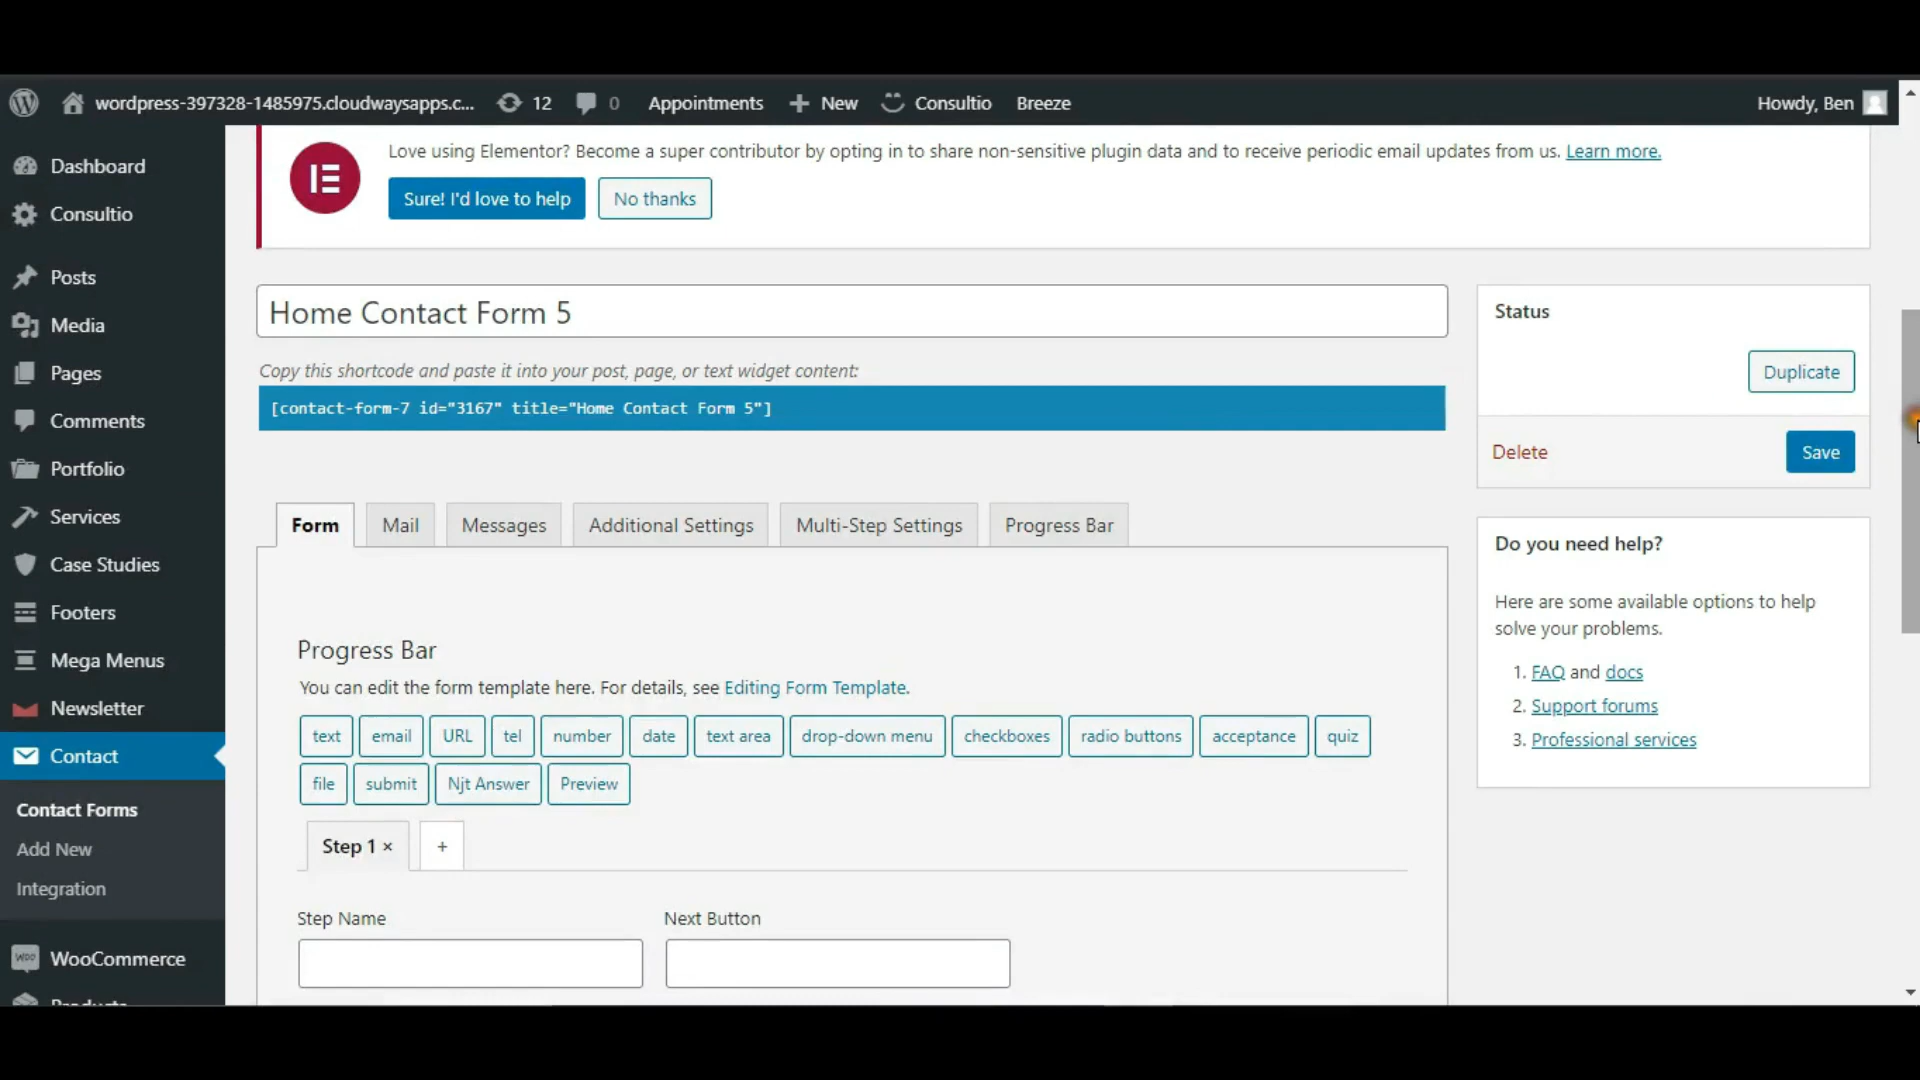 wordpress-397328-1485975.cloudwaysapps.c... 12 0 Appointments New Consultio Breeze Howdy, Ben
Dashboard
Consultio
Posts
Media
Pages
Comments
Portfolio
Services
Case Studies
Footers
Mega Menus
Newsletter
Contact
Contact Forms
Add New
Integration
WooCommerce
Products
Love using Elementor? Become a super contributor by opting in to share non-sensitive plugin data and to receive periodic email updates from us. Learn more.
Sure! I'd love to help No thanks
Home Contact Form 5
Copy this shortcode and paste it into your post, page, or text widget content:
[contact-form-7 id="3167" title="Home Contact Form 5"]
Form Mail Messages Additional Settings Multi-Step Settings Progress Bar
Progress Bar
You can edit the form template here. For details, see Editing Form Template.
text email URL tel number date text area drop-down menu checkboxes radio buttons acceptance quiz
file submit Njt Answer Preview
Step 1 × +
Step Name Next Button
Status
Duplicate
Delete Save
Do you need help?
Here are some available options to help
solve your problems.
1. FAQ and docs
2. Support forums
3. Professional services